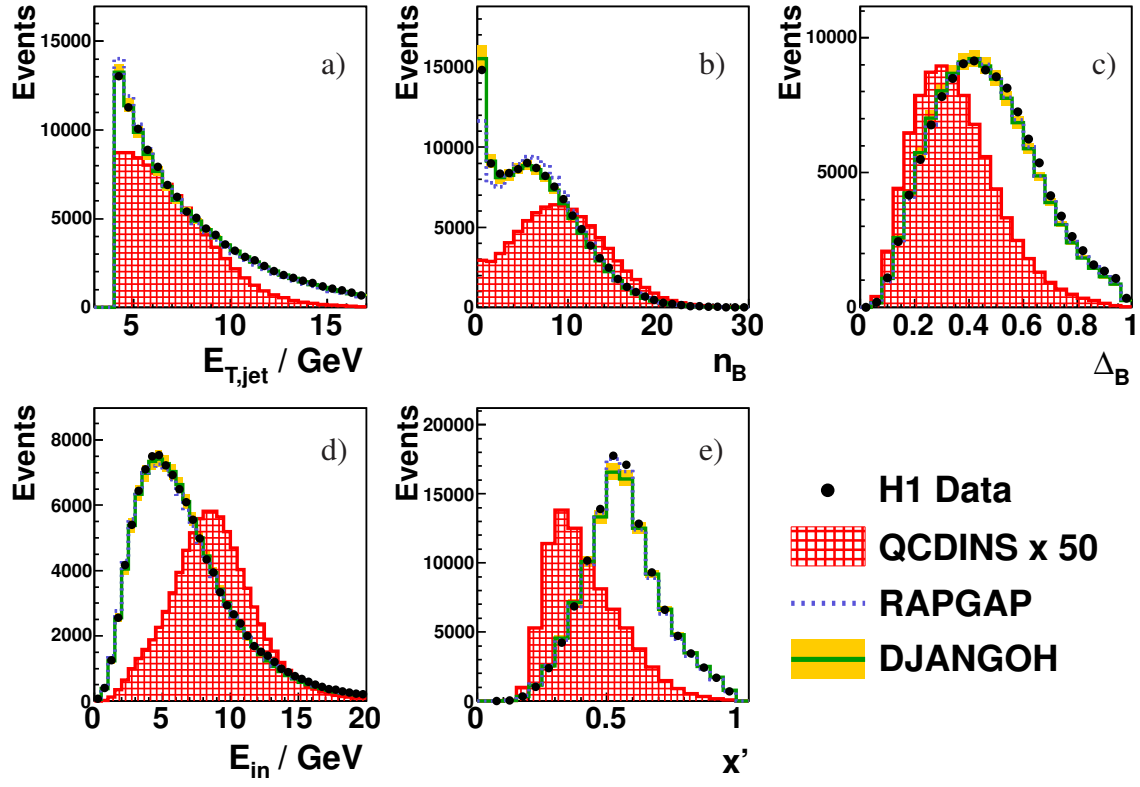 Events
15000
10000
5000
0
5
10
15
E_T,jet / GeV
a)
Events
15000
10000
5000
0
0
10
20
30
n_B
b)
Events
10000
5000
0
0.2
0.4
0.6
0.8
1
Δ_B
c)
Events
8000
6000
4000
2000
0
0
5
10
15
20
E_in / GeV
d)
Events
20000
15000
10000
5000
0
0
0.5
1
x'
e)
H1 Data
QCDINS x 50
RAPGAP
DJANGOH